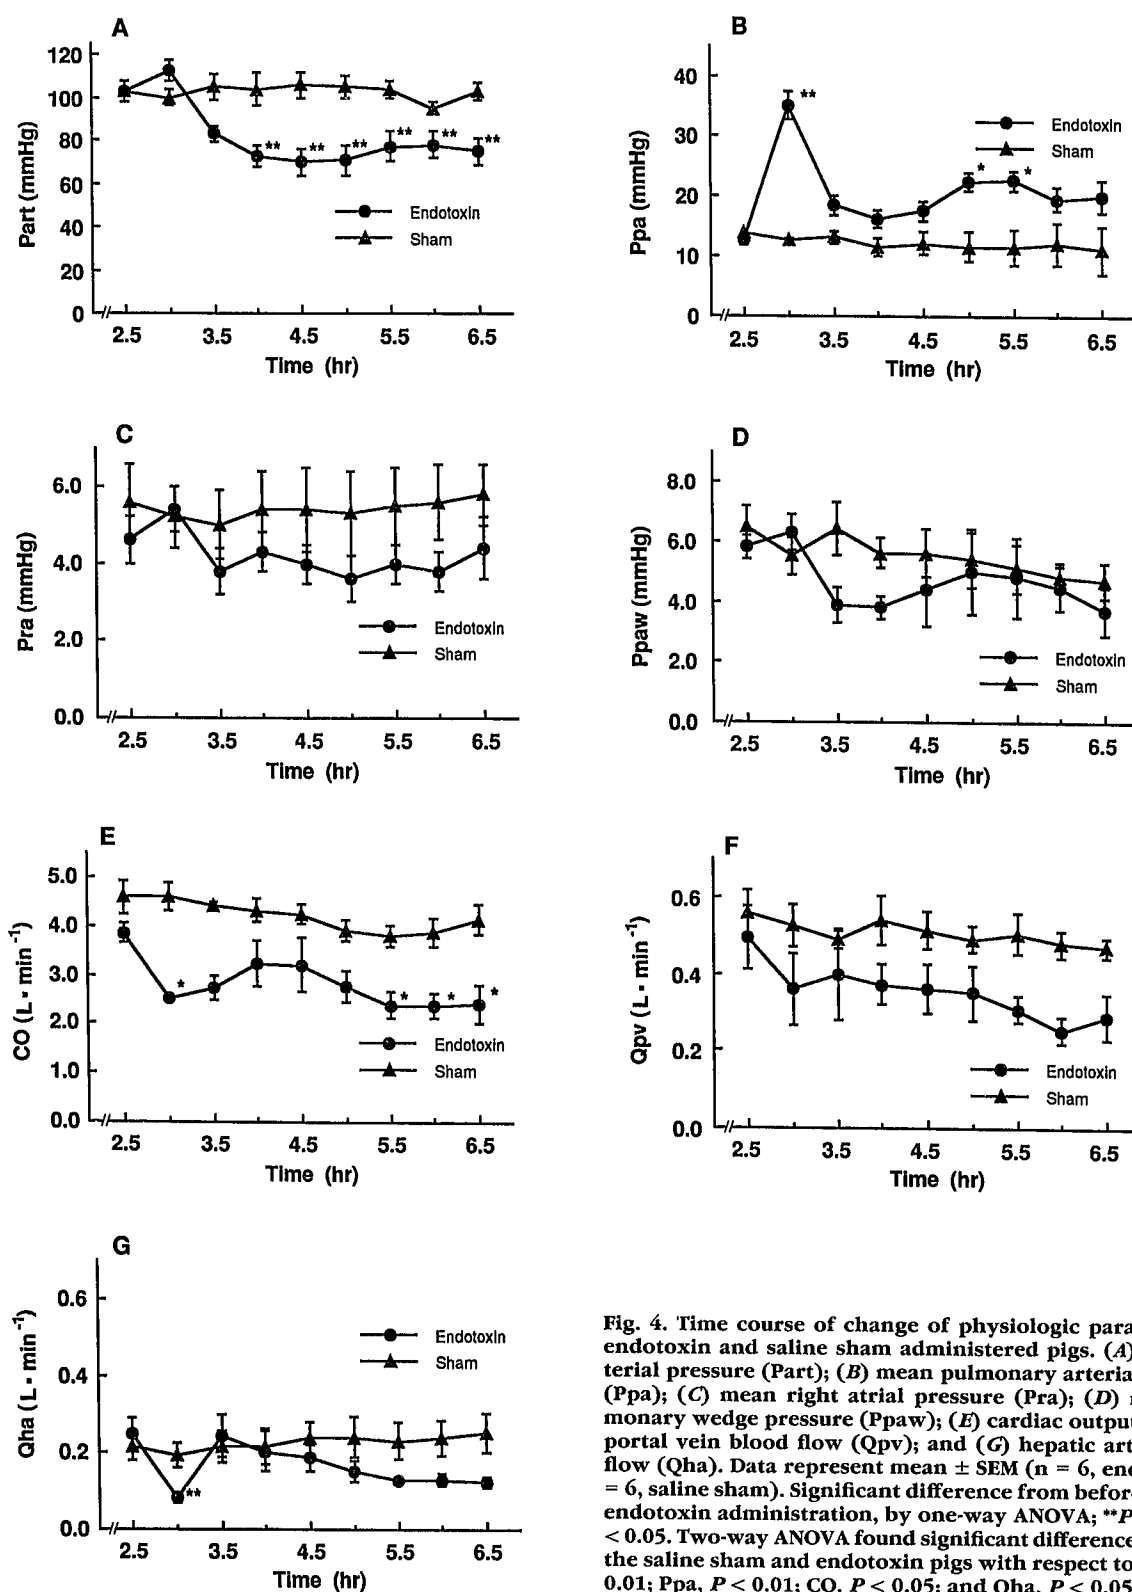 A
120
100
80
60
40
20
0
Part (mmHg)
** ** ** ** ** **
Endotoxin
Sham
2.5 3.5 4.5 5.5 6.5
Time (hr)
B
40
30
20
10
0
Ppa (mmHg)
**
* *
Endotoxin
Sham
2.5 3.5 4.5 5.5 6.5
Time (hr)
C
6.0
4.0
2.0
0.0
Pra (mmHg)
Endotoxin
Sham
2.5 3.5 4.5 5.5 6.5
Time (hr)
D
8.0
6.0
4.0
2.0
0.0
Ppaw (mmHg)
Endotoxin
Sham
2.5 3.5 4.5 5.5 6.5
Time (hr)
E
5.0
4.0
3.0
2.0
1.0
0.0
CO (L • min⁻¹)
* * * *
Endotoxin
Sham
2.5 3.5 4.5 5.5 6.5
Time (hr)
F
0.6
0.4
0.2
0.0
Qpv (L • min⁻¹)
Endotoxin
Sham
2.5 3.5 4.5 5.5 6.5
Time (hr)
G
0.6
0.4
0.2
0.0
Qha (L • min⁻¹)
**
Endotoxin
Sham
2.5 3.5 4.5 5.5 6.5
Time (hr)
Fig. 4. Time course of change of physiologic para
endotoxin and saline sham administered pigs. (A)
terial pressure (Part); (B) mean pulmonary arteria
(Ppa); (C) mean right atrial pressure (Pra); (D)
monary wedge pressure (Ppaw); (E) cardiac output
portal vein blood flow (Qpv); and (G) hepatic art
flow (Qha). Data represent mean ± SEM (n = 6, end
= 6, saline sham). Significant difference from befor
endotoxin administration, by one-way ANOVA; **P
< 0.05. Two-way ANOVA found significant difference
the saline sham and endotoxin pigs with respect to
0.01; Ppa, P < 0.01; CO, P < 0.05; and Qha, P < 0.05